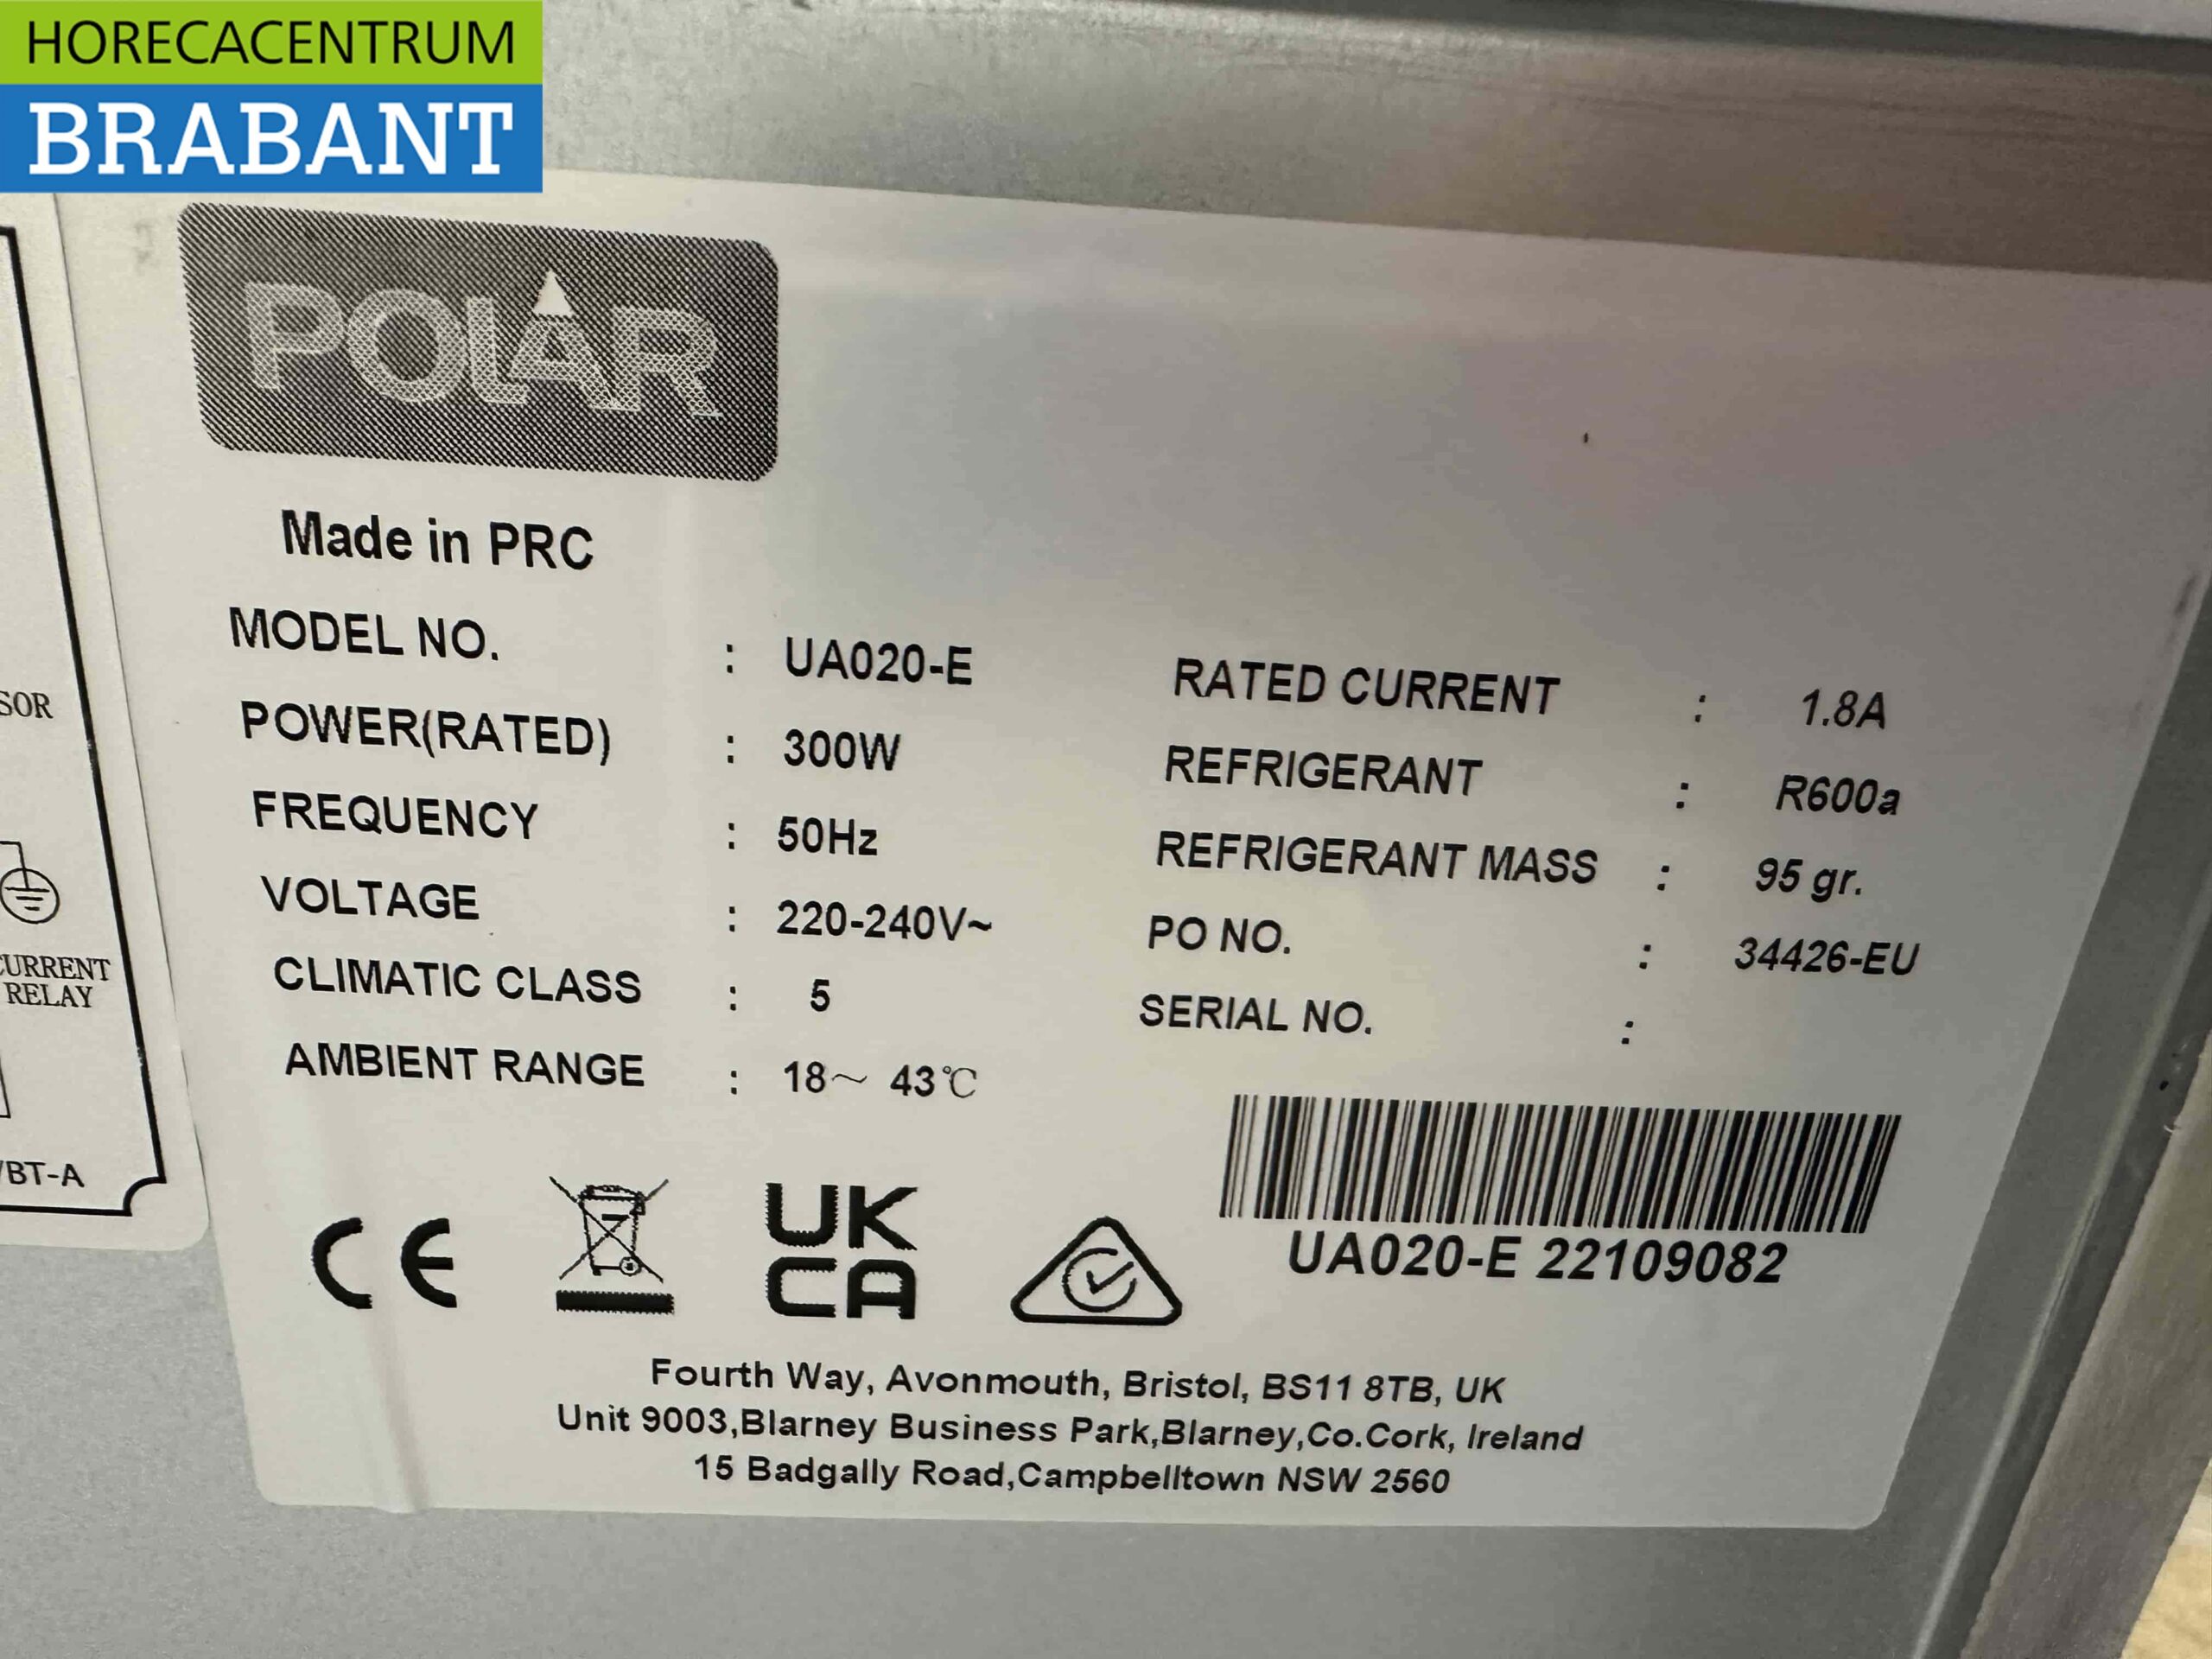 HORECACENTRUM
BRABANT
POLAR
Made in PRC
MODEL NO. : UA020-E
POWER(RATED) : 300W
FREQUENCY : 50Hz
VOLTAGE : 220-240V~
CLIMATIC CLASS : 5
AMBIENT RANGE : 18~ 43℃
RATED CURRENT : 1.8A
REFRIGERANT : R600a
REFRIGERANT MASS : 95 gr.
PO NO. : 34426-EU
SERIAL NO. :
UA020-E 22109082
CE
UK
CA
Fourth Way, Avonmouth, Bristol, BS11 8TB, UK
Unit 9003,Blarney Business Park,Blarney,Co.Cork, Ireland
15 Badgally Road,Campbelltown NSW 2560
CURRENT
RELAY